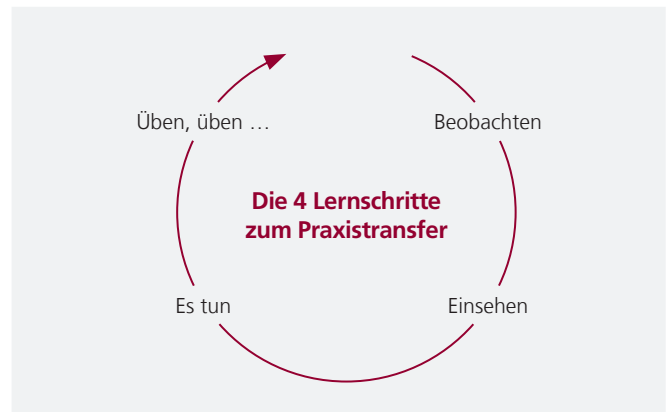 Üben, üben …
Beobachten
Die 4 Lernschritte
zum Praxistransfer
Es tun
Einsehen